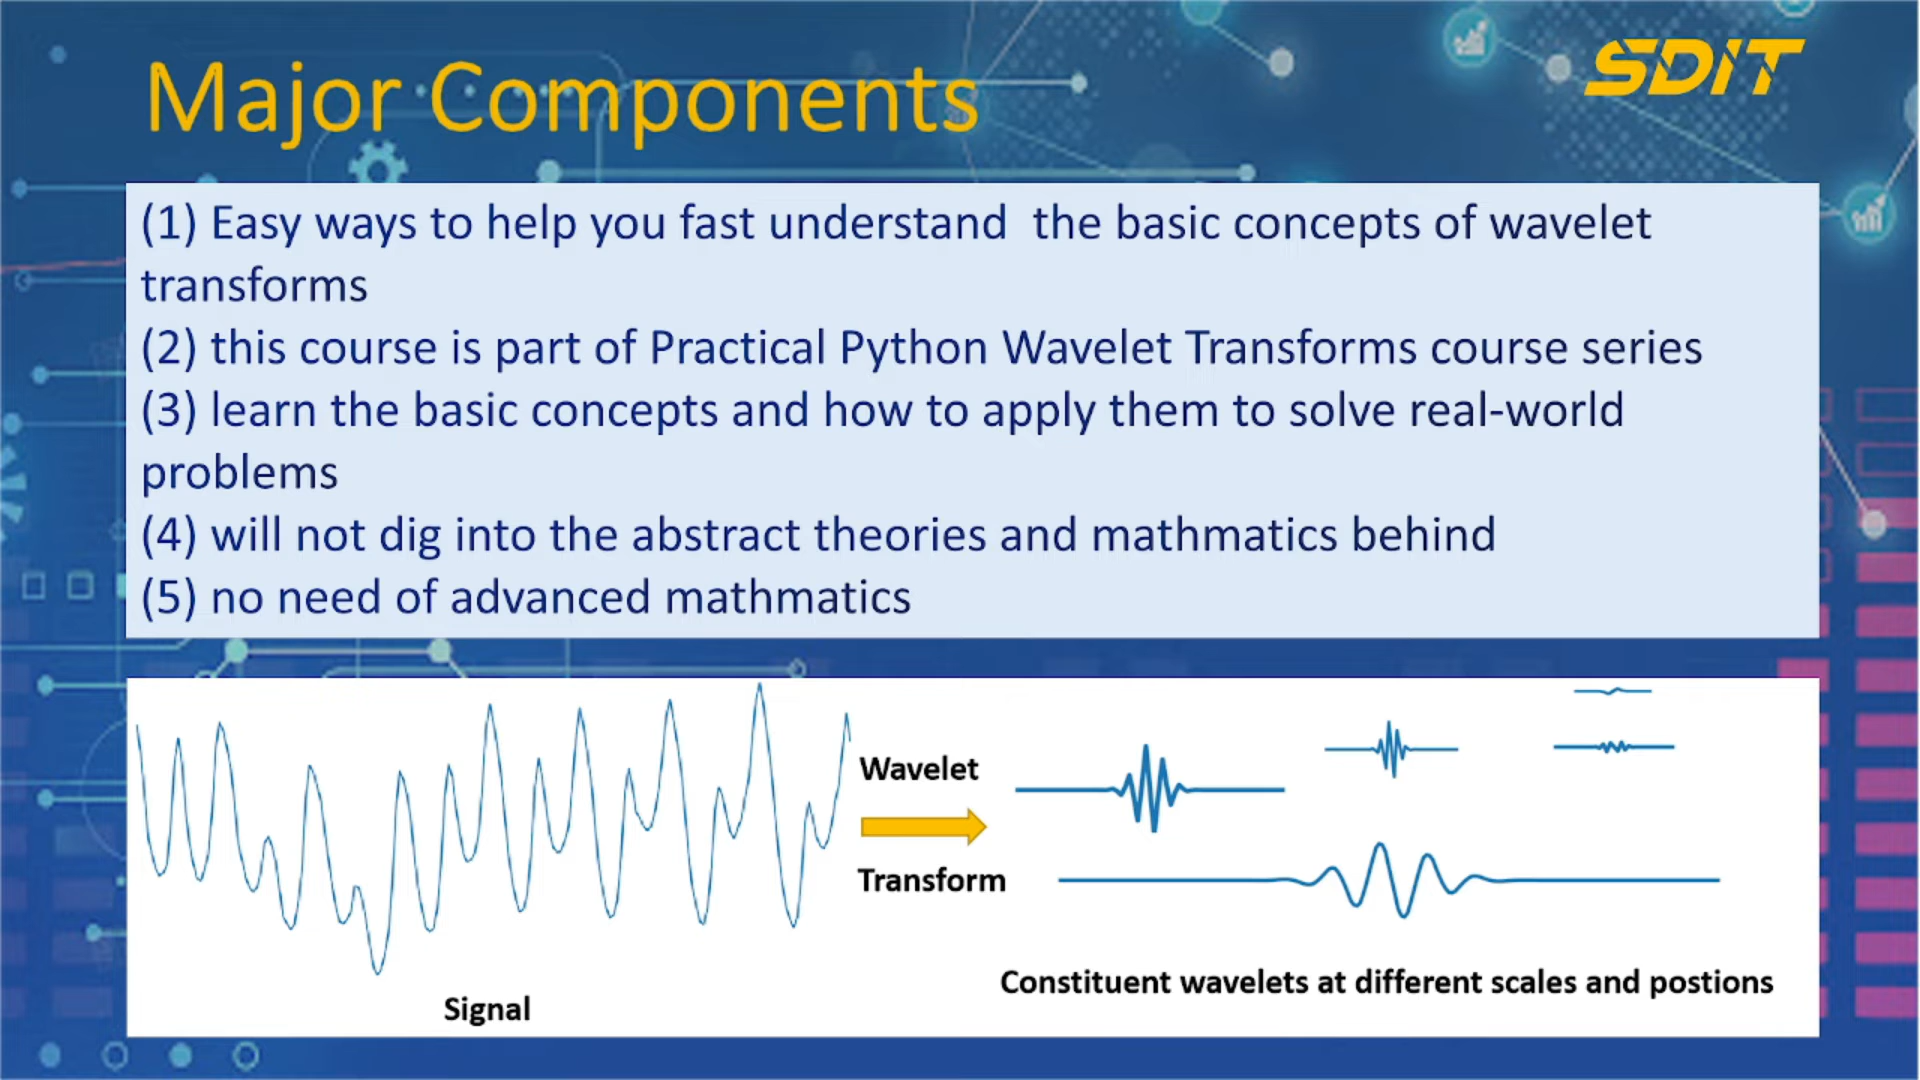 Major Components
SDIT
(1) Easy ways to help you fast understand  the basic concepts of wavelet
transforms
(2) this course is part of Practical Python Wavelet Transforms course series
(3) learn the basic concepts and how to apply them to solve real-world
problems
(4) will not dig into the abstract theories and mathmatics behind
(5) no need of advanced mathmatics
Wavelet
Transform
Signal
Constituent wavelets at different scales and postions